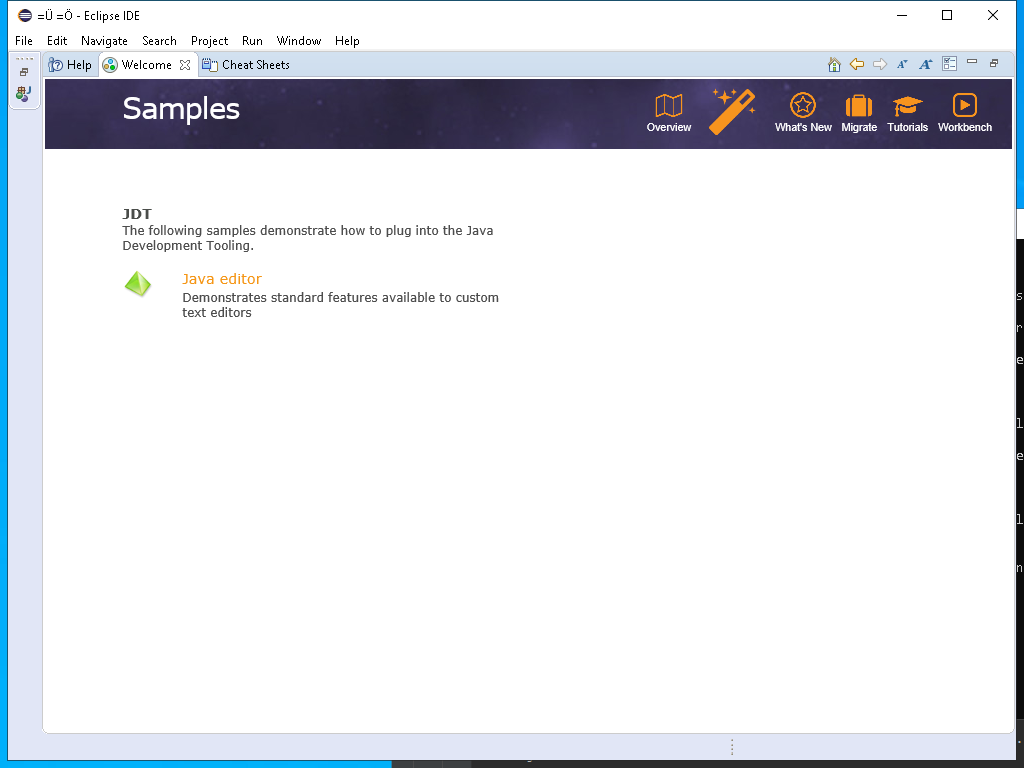 =Ü =Ö - Eclipse IDE
File Edit Navigate Search Project Run Window Help
Help Welcome Cheat Sheets
Samples
Overview What's New Migrate Tutorials Workbench
JDT
The following samples demonstrate how to plug into the Java
Development Tooling.
Java editor
Demonstrates standard features available to custom
text editors